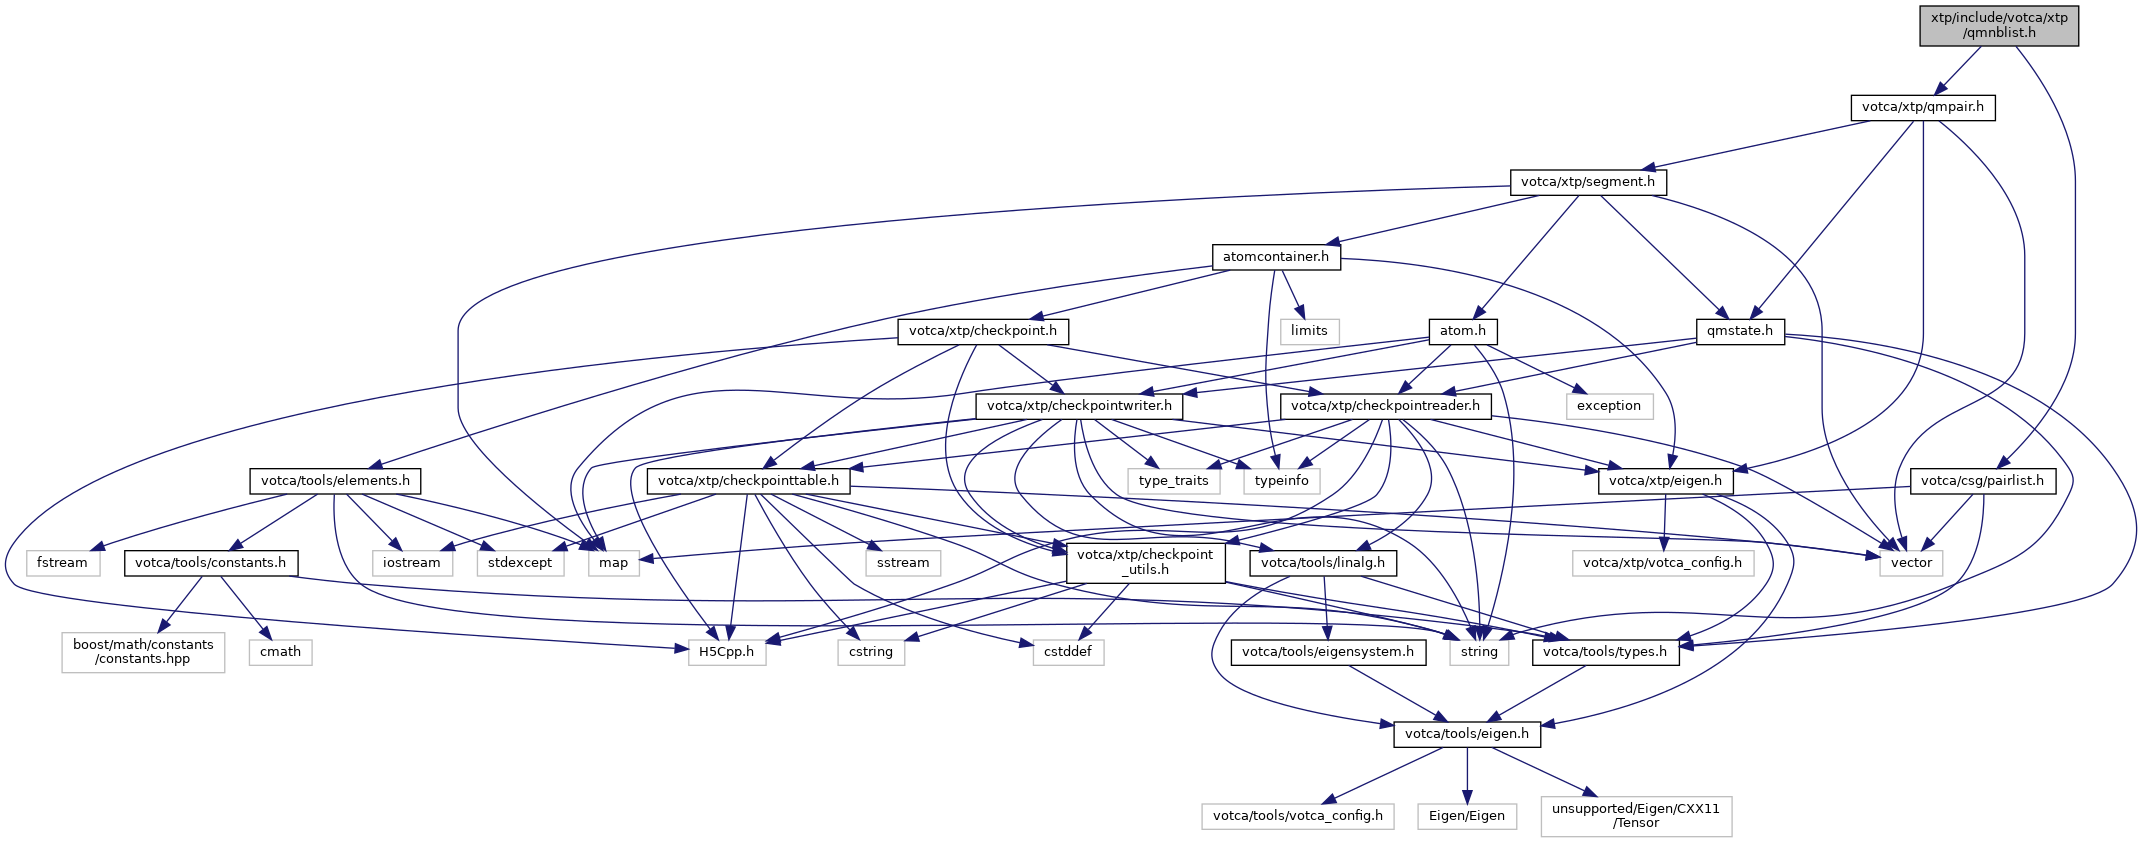 xtp/include/votca/xtp
/qmnblist.h
votca/xtp/qmpair.h
votca/xtp/segment.h
atomcontainer.h
votca/xtp/checkpoint.h
limits
atom.h
qmstate.h
votca/xtp/checkpointwriter.h
votca/xtp/checkpointreader.h
exception
votca/tools/elements.h
votca/xtp/checkpointtable.h
type_traits
typeinfo
votca/xtp/eigen.h
votca/csg/pairlist.h
fstream
votca/tools/constants.h
iostream
stdexcept
map
sstream
votca/xtp/checkpoint
_utils.h
votca/tools/linalg.h
votca/xtp/votca_config.h
vector
boost/math/constants
/constants.hpp
cmath
H5Cpp.h
cstring
cstddef
votca/tools/eigensystem.h
string
votca/tools/types.h
votca/tools/eigen.h
votca/tools/votca_config.h
Eigen/Eigen
unsupported/Eigen/CXX11
/Tensor